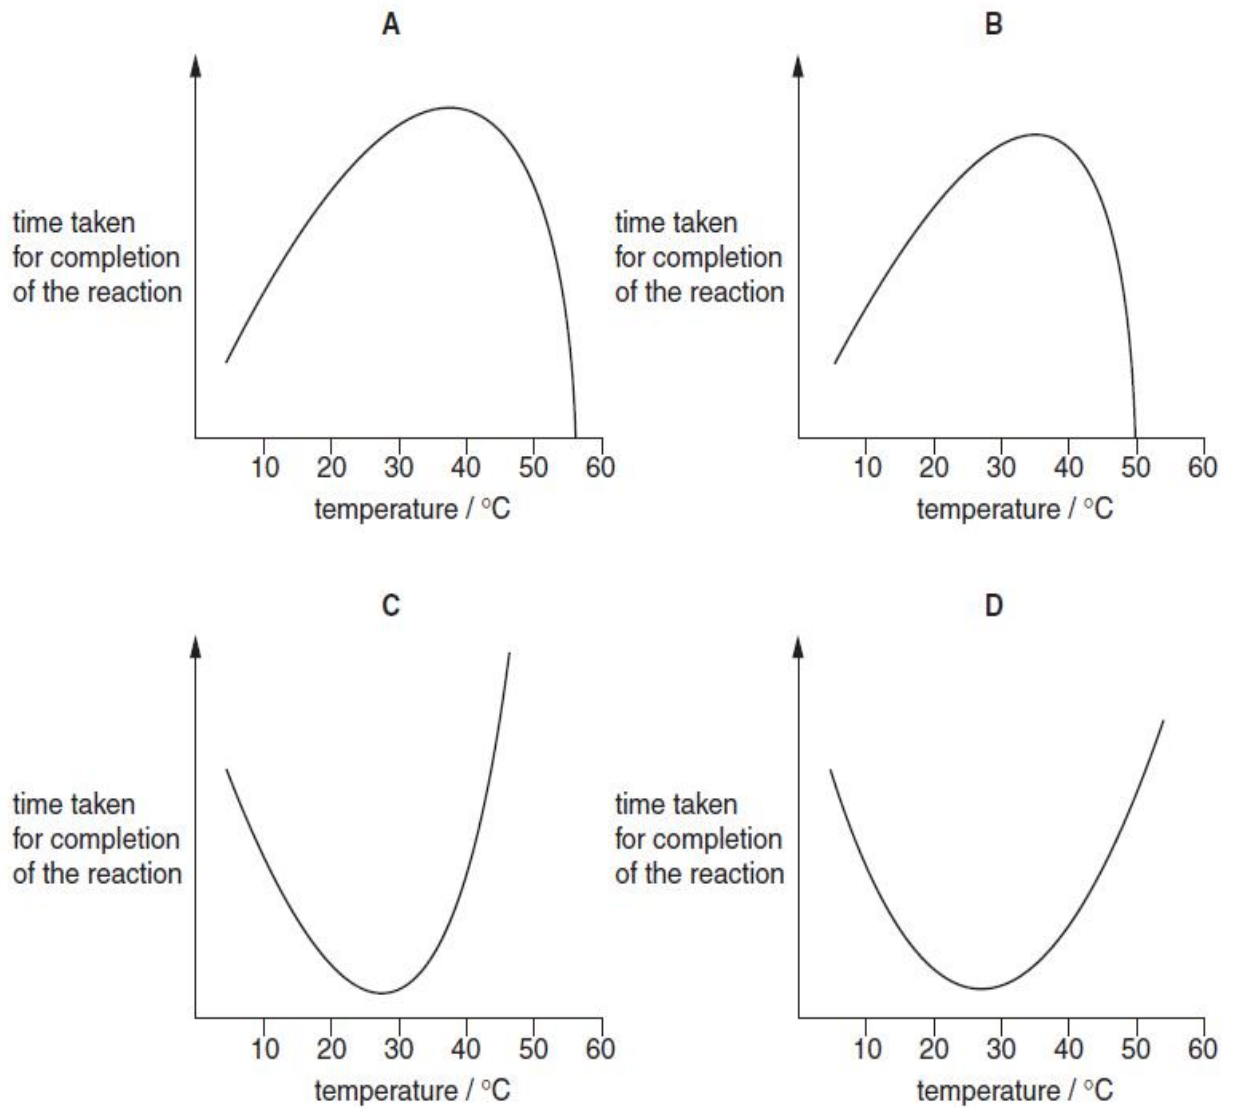 A
B
time taken
for completion
of the reaction
10 20 30 40 50 60
temperature / °C
time taken
for completion
of the reaction
10 20 30 40 50 60
temperature / °C
C
D
time taken
for completion
of the reaction
10 20 30 40 50 60
temperature / °C
time taken
for completion
of the reaction
10 20 30 40 50 60
temperature / °C